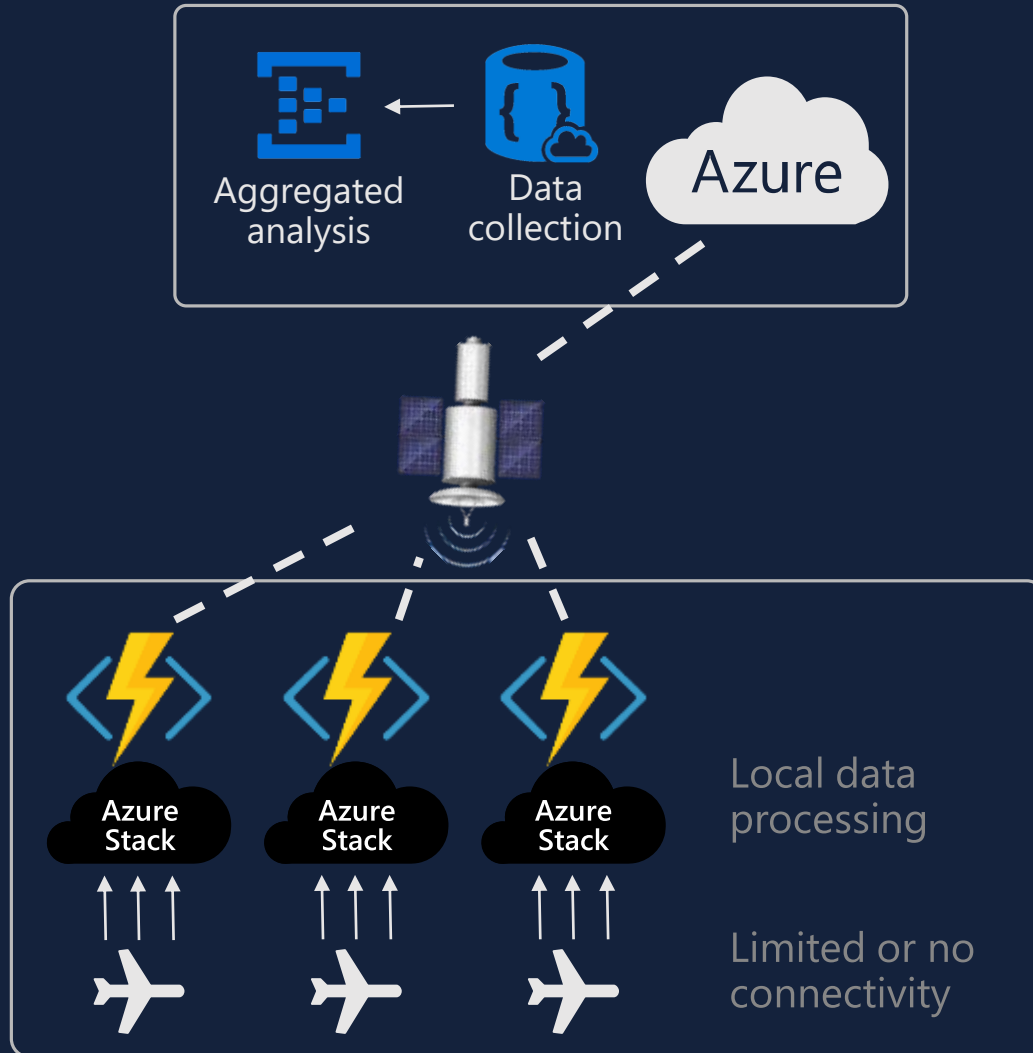 Aggregated
analysis
Data
collection
Azure
Azure
Stack
Azure
Stack
Azure
Stack
Local data
processing
Limited or no
connectivity